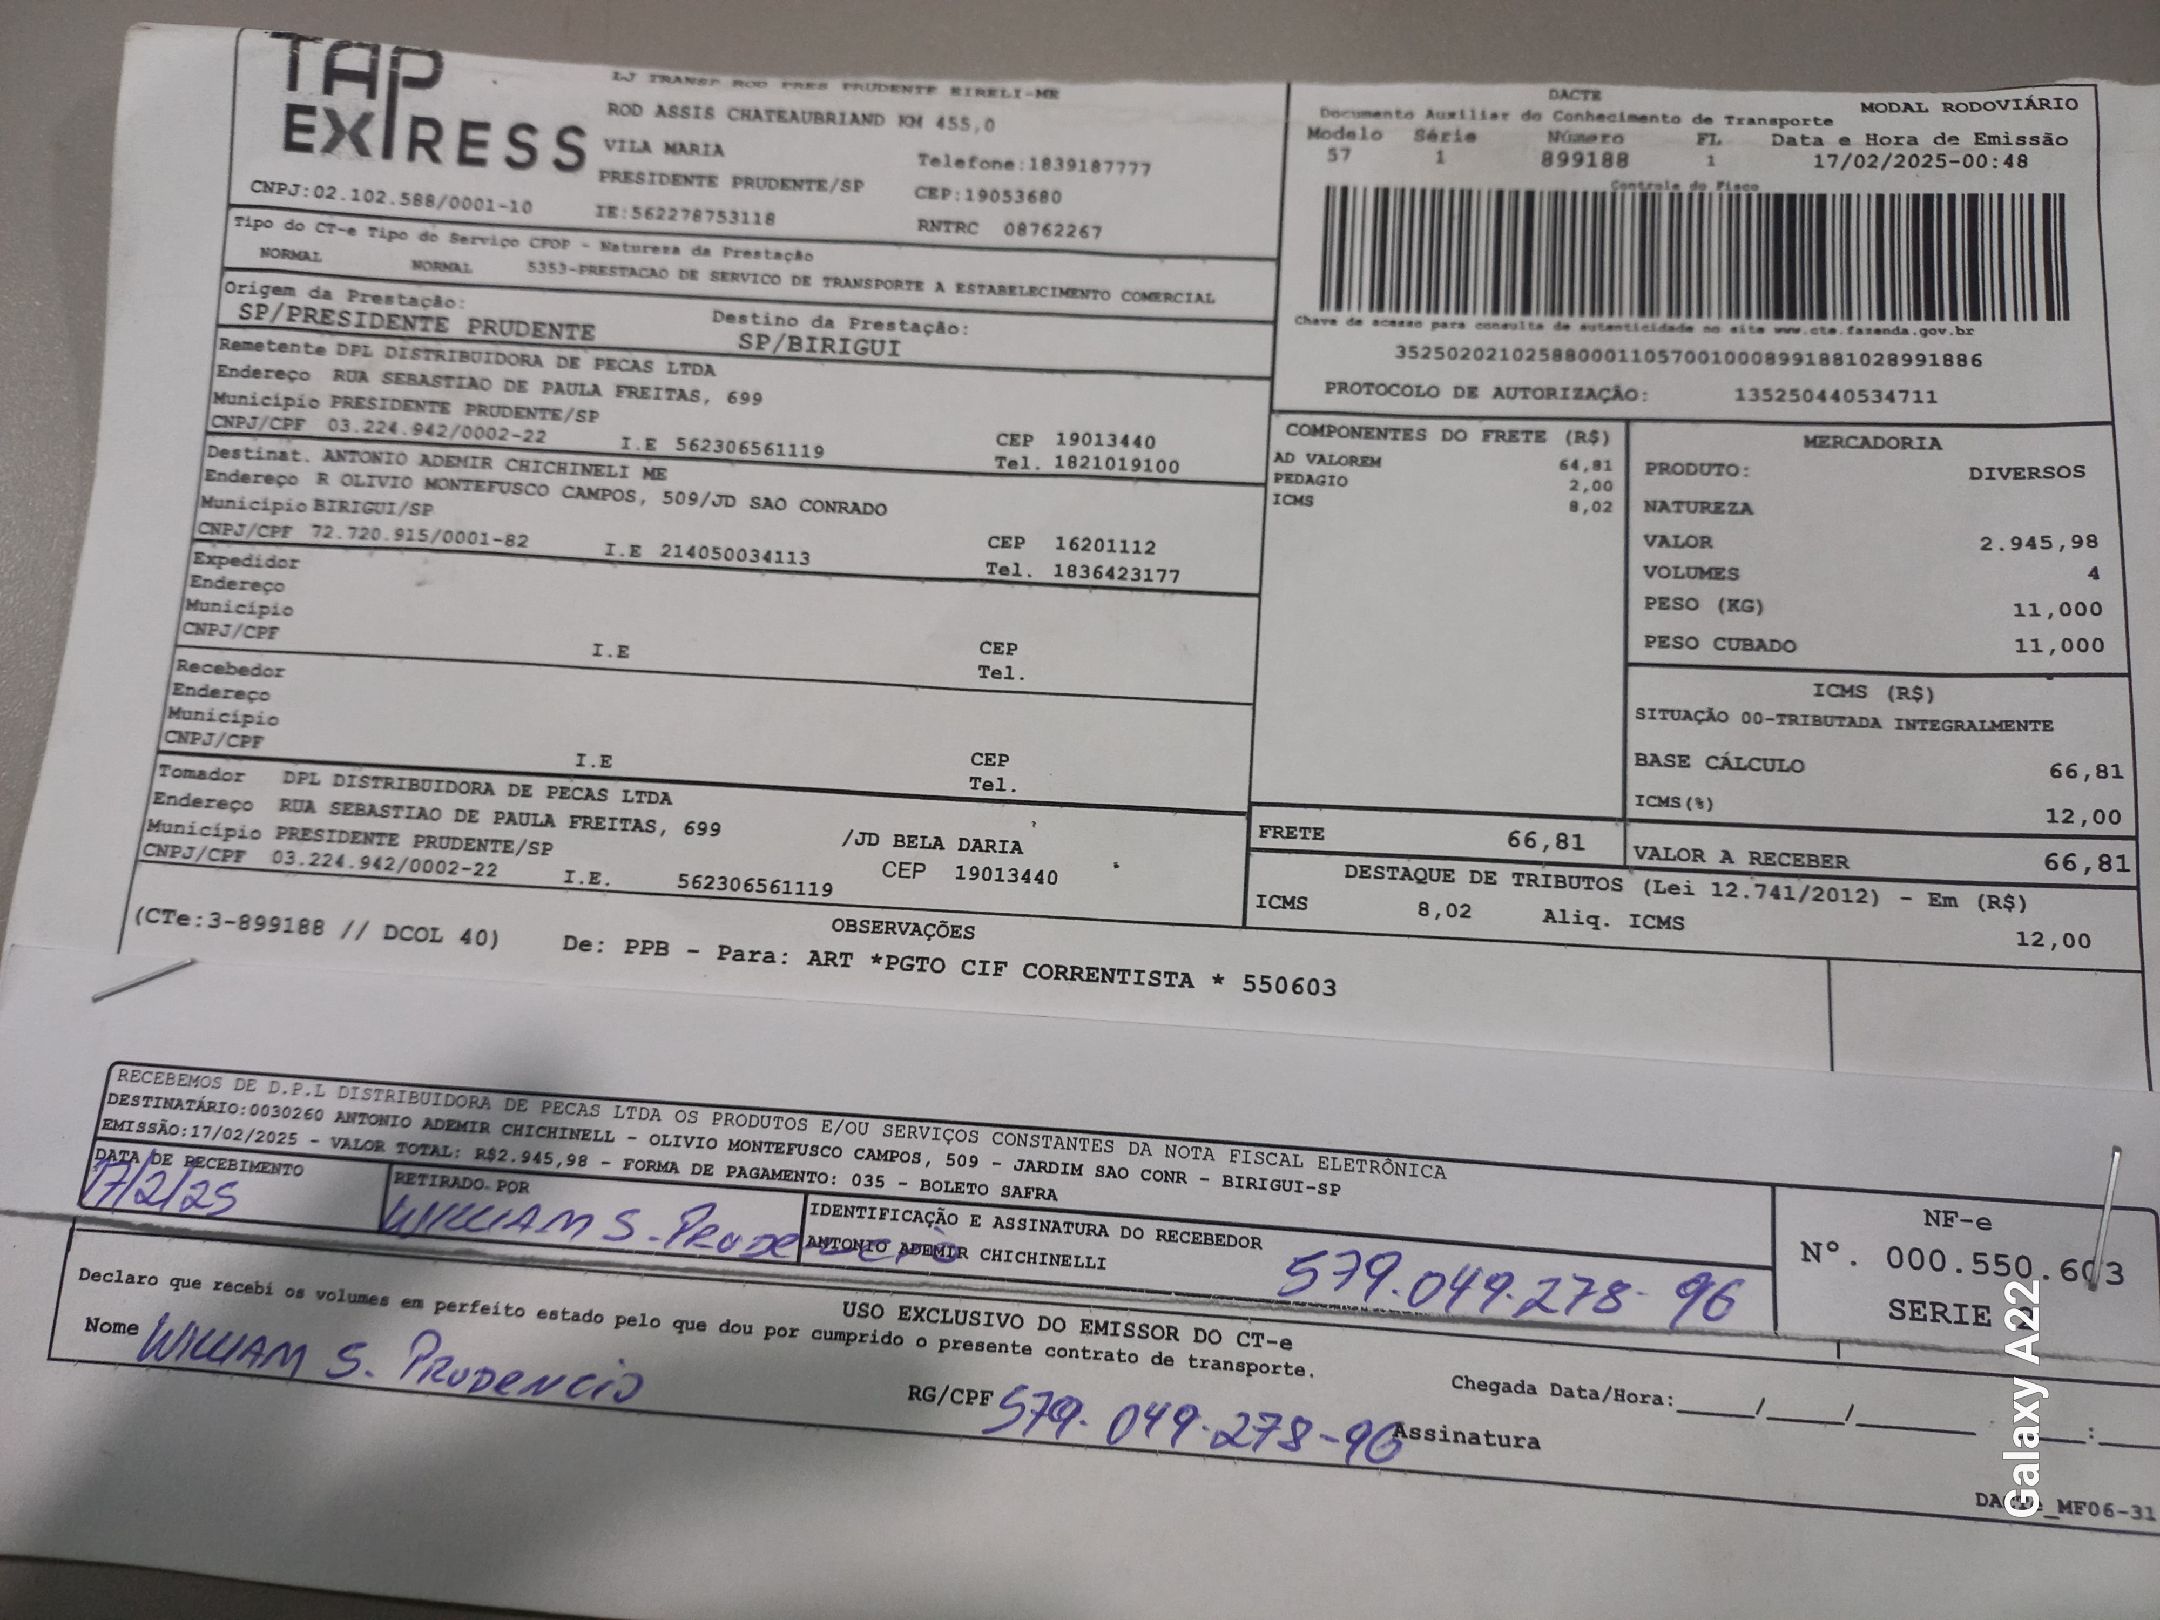 TAP
EXPRESS
LJ TRANSP ROD PRES PRUDENTE EIRELI-ME
ROD ASSIS CHATEAUBRIAND KM 455,0
VILA MARIA
Telefone:1839187777
PRESIDENTE PRUDENTE/SP
CEP:19053680
CNPJ:02.102.588/0001-10
IE:562278753118
RNTRC 08762267
DACTE
MODAL RODOVIÁRIO
Documento Auxiliar do Conhecimento de Transporte
Modelo Série Número FL Data e Hora de Emissão
57 1 899188 1 17/02/2025-00:48
Controle do Fisco
Chave de acesso para consulta de autenticidade no site www.cte.fazenda.gov.br
35250202102588000110570010008991881028991886
PROTOCOLO DE AUTORIZAÇÃO: 135250440534711
Tipo do CT-e Tipo do Serviço CFOP - Natureza da Prestação
NORMAL NORMAL 5353-PRESTACAO DE SERVICO DE TRANSPORTE A ESTABELECIMENTO COMERCIAL
Origem da Prestação: Destino da Prestação:
SP/PRESIDENTE PRUDENTE SP/BIRIGUI
Remetente DPL DISTRIBUIDORA DE PECAS LTDA
Endereço RUA SEBASTIAO DE PAULA FREITAS, 699
Município PRESIDENTE PRUDENTE/SP CEP 19013440
CNPJ/CPF 03.224.942/0002-22 I.E 562306561119 Tel. 1821019100
Destinat. ANTONIO ADEMIR CHICHINELI ME
Endereço R OLIVIO MONTEFUSCO CAMPOS, 509/JD SAO CONRADO
Município BIRIGUI/SP CEP 16201112
CNPJ/CPF 72.720.915/0001-82 I.E 214050034113 Tel. 1836423177
Expedidor
Endereço
Município CEP
CNPJ/CPF I.E Tel.
Recebedor
Endereço
Município CEP
CNPJ/CPF I.E Tel.
Tomador DPL DISTRIBUIDORA DE PECAS LTDA
Endereço RUA SEBASTIAO DE PAULA FREITAS, 699 /JD BELA DARIA
Município PRESIDENTE PRUDENTE/SP CEP 19013440
CNPJ/CPF 03.224.942/0002-22 I.E. 562306561119
COMPONENTES DO FRETE (R$)
AD VALOREM 64,81
PEDAGIO 2,00
ICMS 8,02
FRETE 66,81
MERCADORIA
PRODUTO: DIVERSOS
NATUREZA
VALOR 2.945,98
VOLUMES 4
PESO (KG) 11,000
PESO CUBADO 11,000
ICMS (R$)
SITUAÇÃO 00-TRIBUTADA INTEGRALMENTE
BASE CÁLCULO 66,81
ICMS(%) 12,00
VALOR A RECEBER 66,81
DESTAQUE DE TRIBUTOS (Lei 12.741/2012) - Em (R$)
ICMS 8,02 Aliq. ICMS 12,00
OBSERVAÇÕES
(CTe:3-899188 // DCOL 40) De: PPB - Para: ART *PGTO CIF CORRENTISTA * 550603
RECEBEMOS DE D.P.L DISTRIBUIDORA DE PECAS LTDA OS PRODUTOS E/OU SERVIÇOS CONSTANTES DA NOTA FISCAL ELETRÔNICA
DESTINATÁRIO:0030260 ANTONIO ADEMIR CHICHINELL - OLIVIO MONTEFUSCO CAMPOS, 509 - JARDIM SAO CONR - BIRIGUI-SP
EMISSÃO:17/02/2025 - VALOR TOTAL: R$2.945,98 - FORMA DE PAGAMENTO: 035 - BOLETO SAFRA
DATA DE RECEBIMENTO
17/2/25
RETIRADO POR
WILLIAM S. PRUDENCIO
IDENTIFICAÇÃO E ASSINATURA DO RECEBEDOR
ANTONIO ADEMIR CHICHINELLI
579.049.278-96
NF-e
Nº. 000.550.603
SERIE 2
USO EXCLUSIVO DO EMISSOR DO CT-e
Declaro que recebi os volumes em perfeito estado pelo que dou por cumprido o presente contrato de transporte.
Nome WILLIAM S. PRUDENCIO
RG/CPF 579.049.278-96
Assinatura
Chegada Data/Hora:_____/_____/_______ ____:____
Galaxy A22